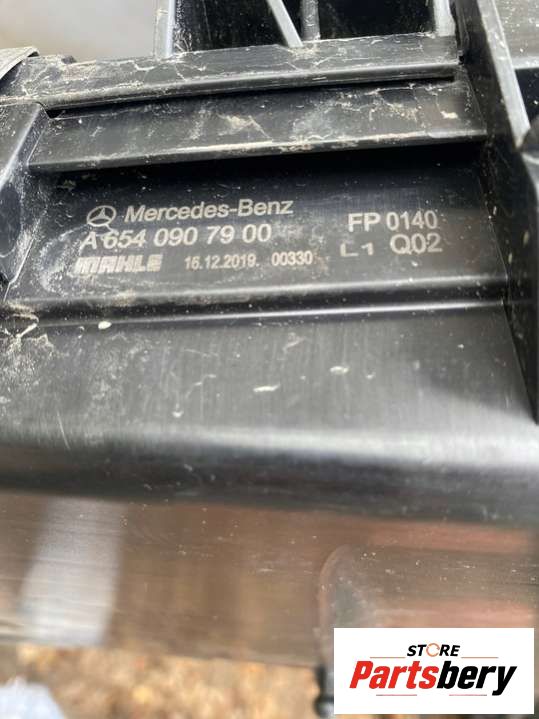 Mercedes-Benz
A 654 090 79 00
MAHLE 16.12.2019. 00330
FP 0140
L1 Q02
STORE
Partsbery